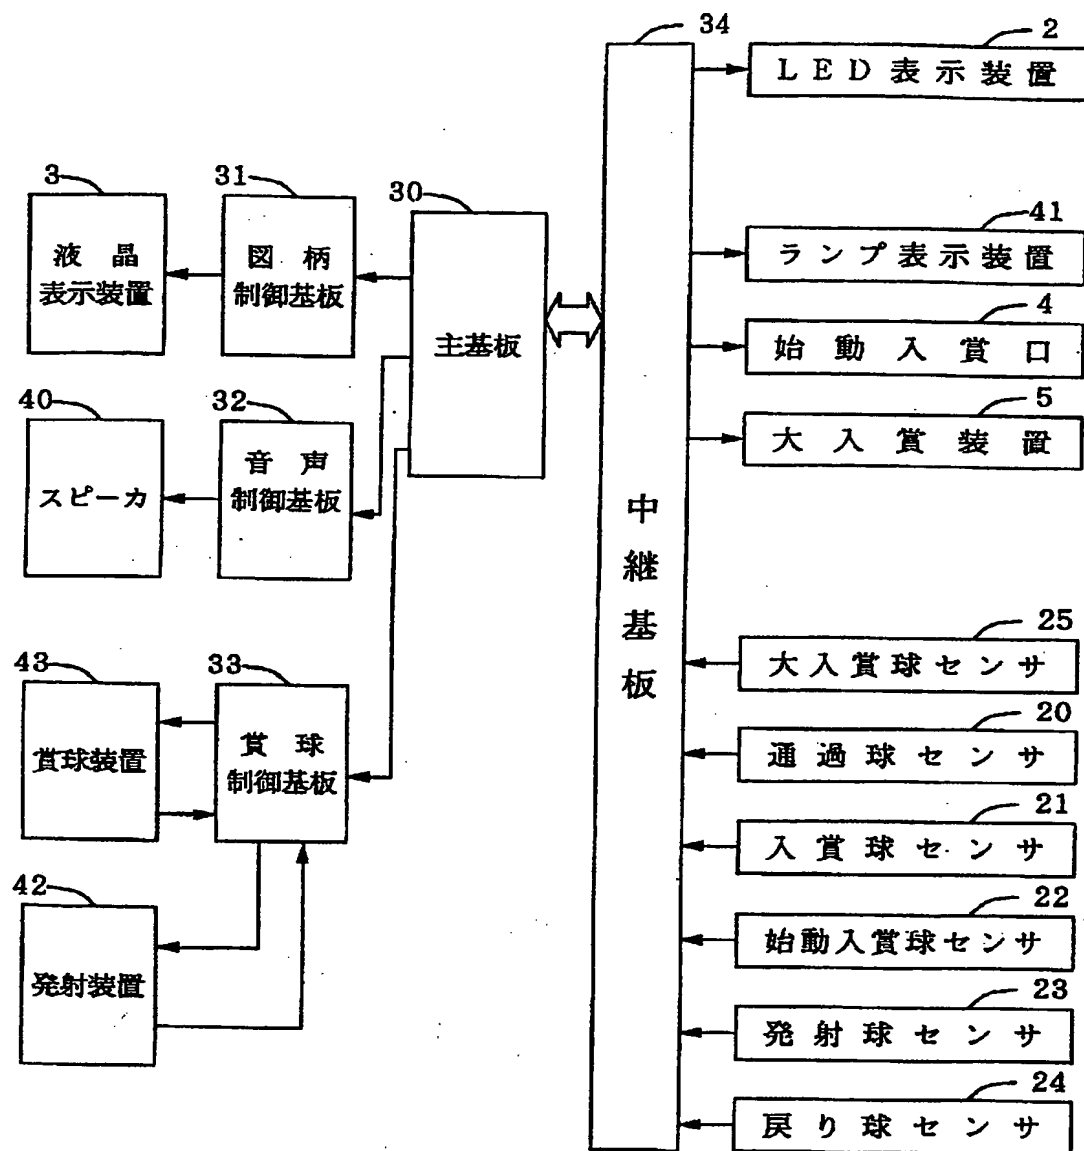 34
2
LED表示装置
3
31
30
41
液晶
表示装置
図柄
制御基板
主基板
ランプ表示装置
4
始動入賞口
40
32
5
スピーカ
音声
制御基板
大入賞装置
中継基板
25
大入賞球センサ
43
33
20
賞球装置
賞球
制御基板
通過球センサ
21
入賞球センサ
42
22
発射装置
始動入賞球センサ
23
発射球センサ
24
戻り球センサ